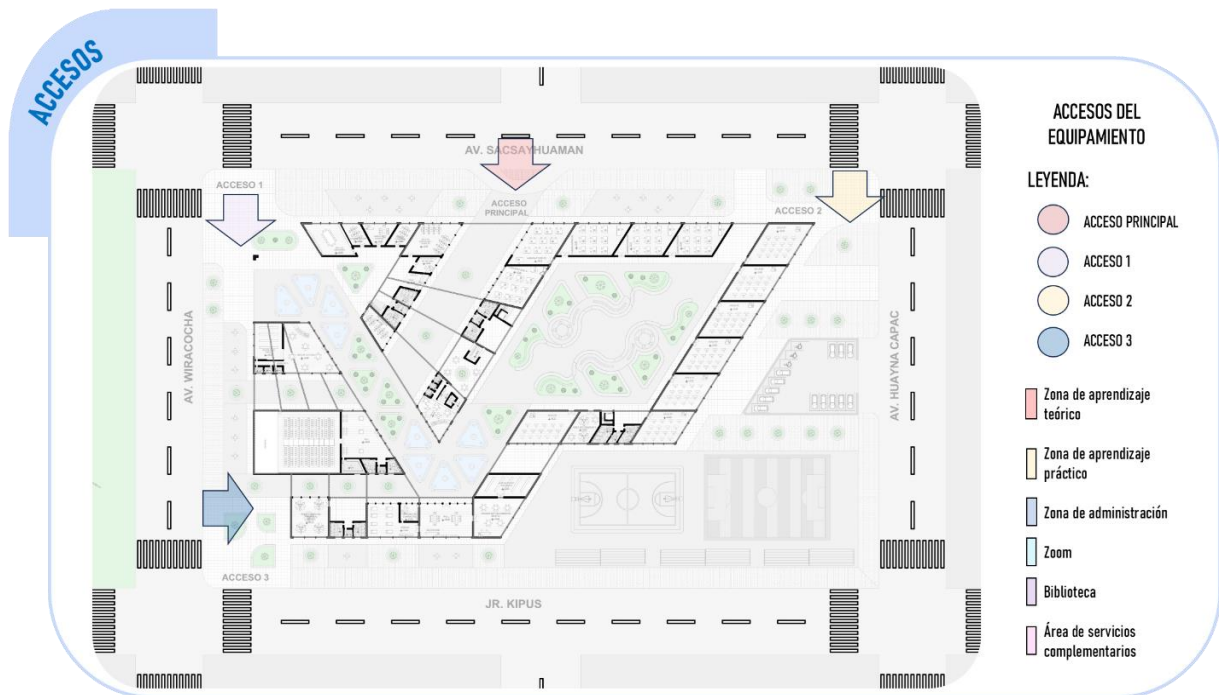 ACCESOS
AV. SACSAYHUAMAN
ACCESO 1
ACCESO
PRINCIPAL
ACCESO 2
AV. WIRACOCHA
AV. HUAYNA CAPAC
ACCESO 3
JR. KIPUS
ACCESOS DEL
EQUIPAMIENTO
LEYENDA:
ACCESO PRINCIPAL
ACCESO 1
ACCESO 2
ACCESO 3
Zona de aprendizaje
teórico
Zona de aprendizaje
práctico
Zona de administración
Zoom
Biblioteca
Área de servicios
complementarios